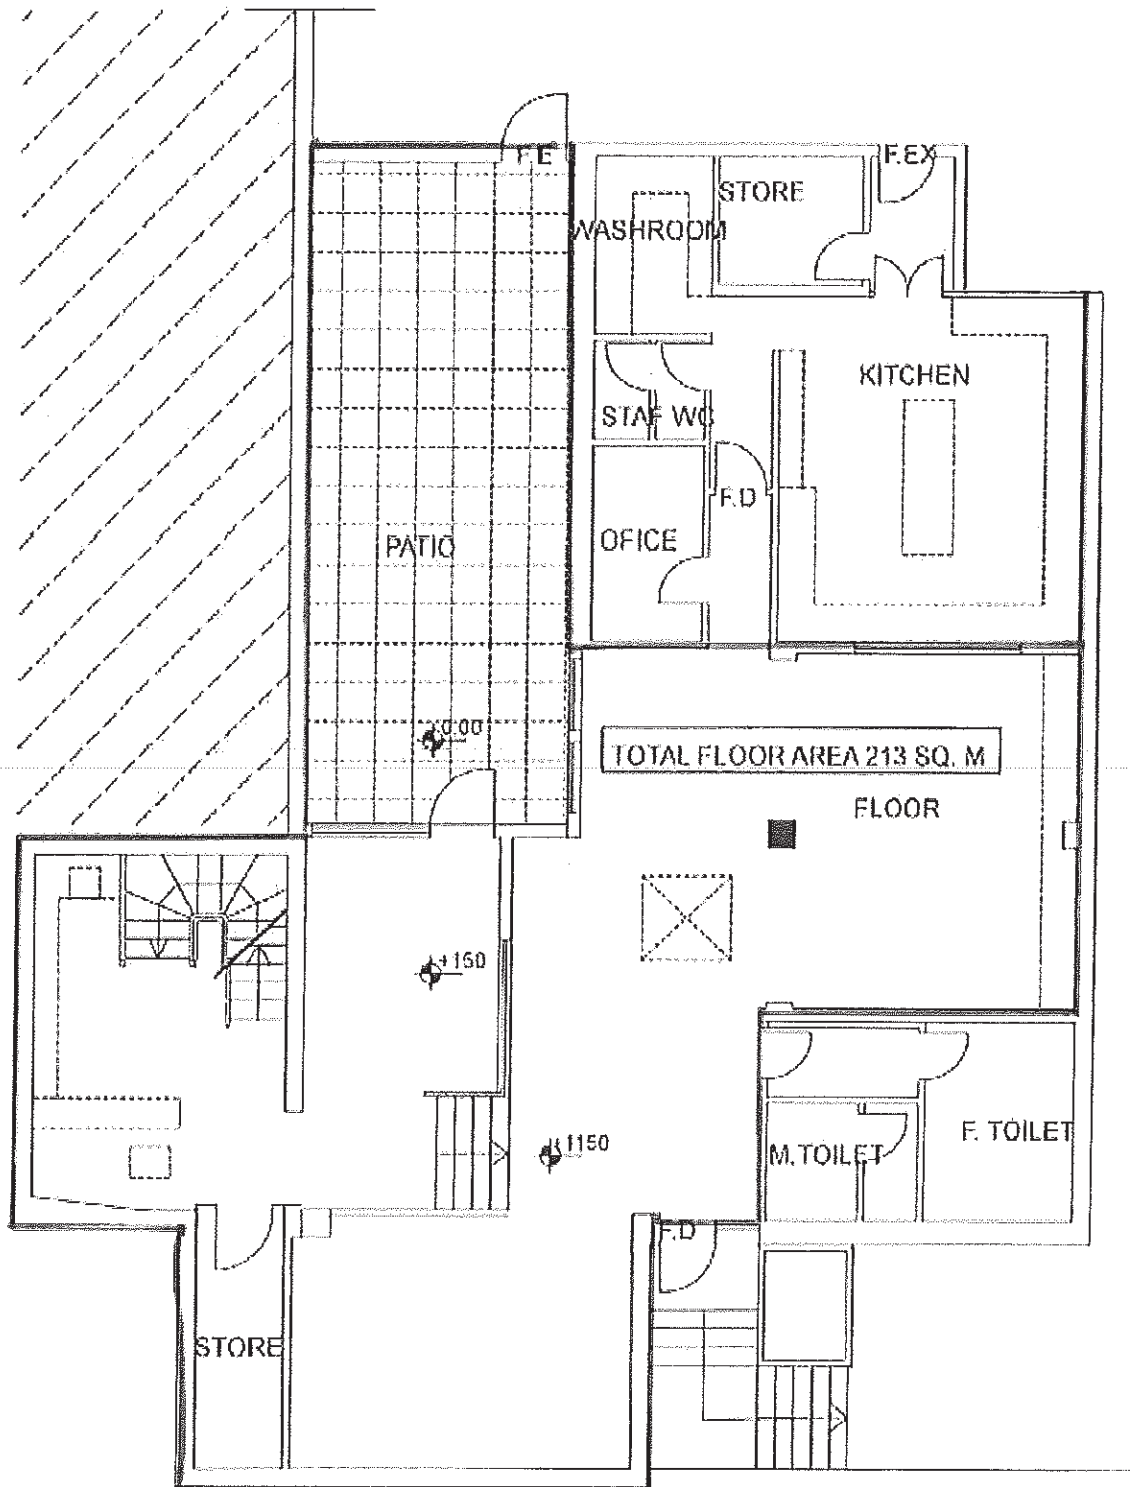 F.E
F.EX
STORE
WASHROOM
KITCHEN
STAF WC
F.D
OFICE
PATIO
+0.00
TOTAL FLOOR AREA 213 SQ. M
FLOOR
+150
1150
F. TOILET
M. TOILET
F.D
STORE